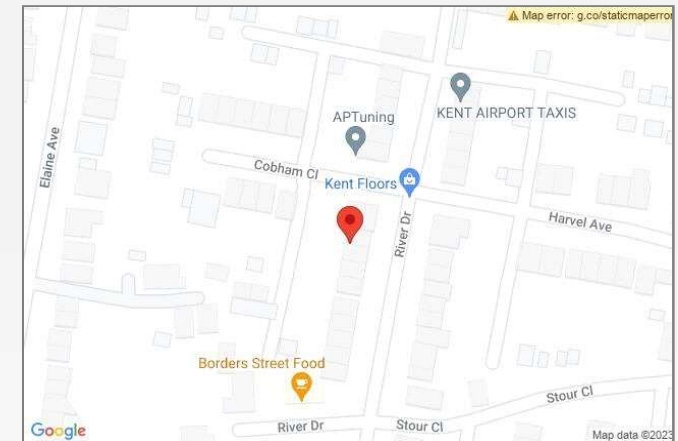 Map error: g.co/staticmaperror
KENT AIRPORT TAXIS
APTuning
Elaine Ave
Cobham Cl
Kent Floors
Harvel Ave
River Dr
Borders Street Food
Stour Cl
River Dr
Stour Cl
Google
Map data ©2023